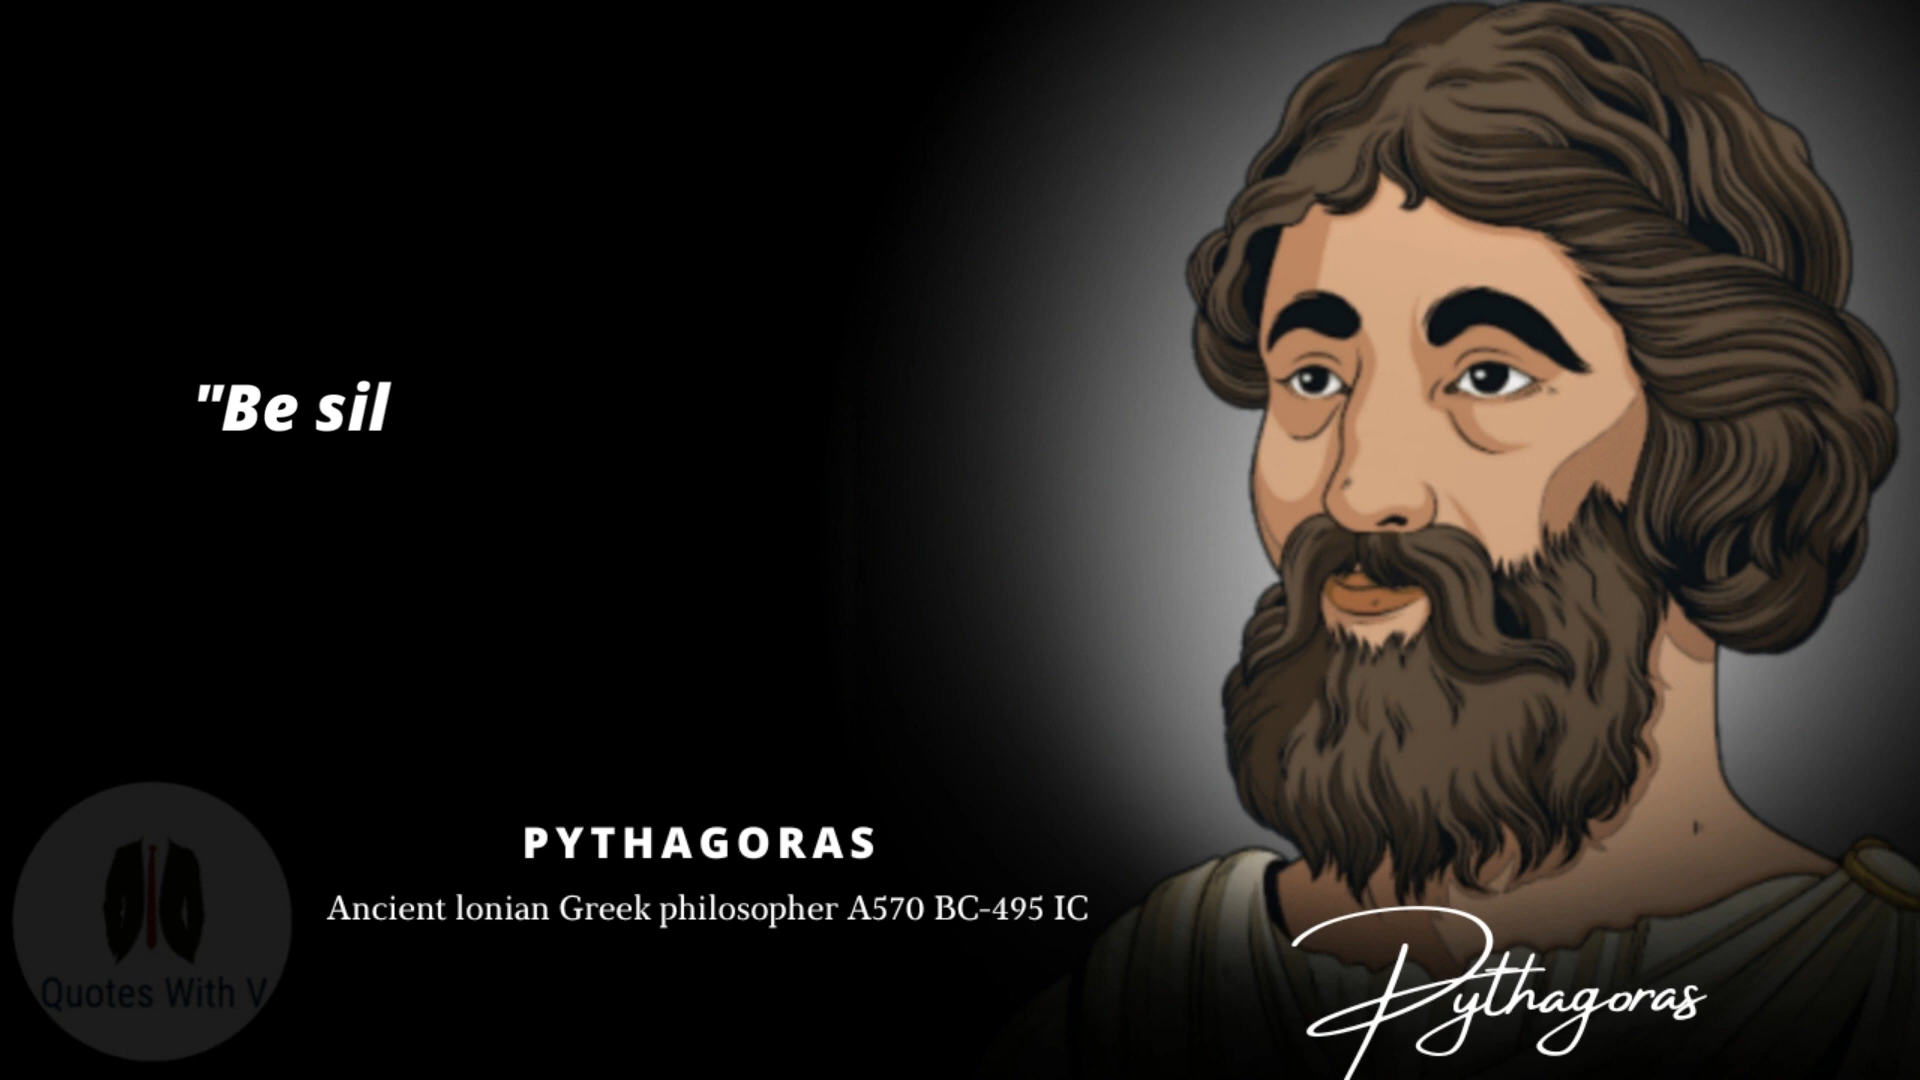 "Be sil
PYTHAGORAS
Ancient lonian Greek philosopher A570 BC-495 IC
Quotes With V
Pythagoras